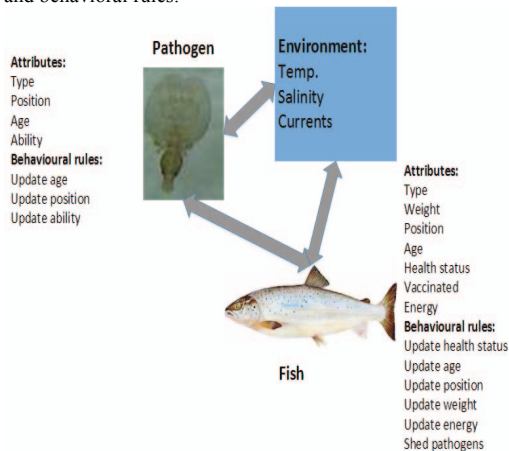 and behavioral rules.
Pathogen
Attributes:
Type
Position
Age
Ability
Behavioural rules:
Update age
Update position
Update ability
Environment:
Temp.
Salinity
Currents
Attributes:
Type
Weight
Position
Age
Health status
Vaccinated
Energy
Behavioural rules:
Update health status
Update age
Update position
Update weight
Update energy
Shed pathogens
Fish